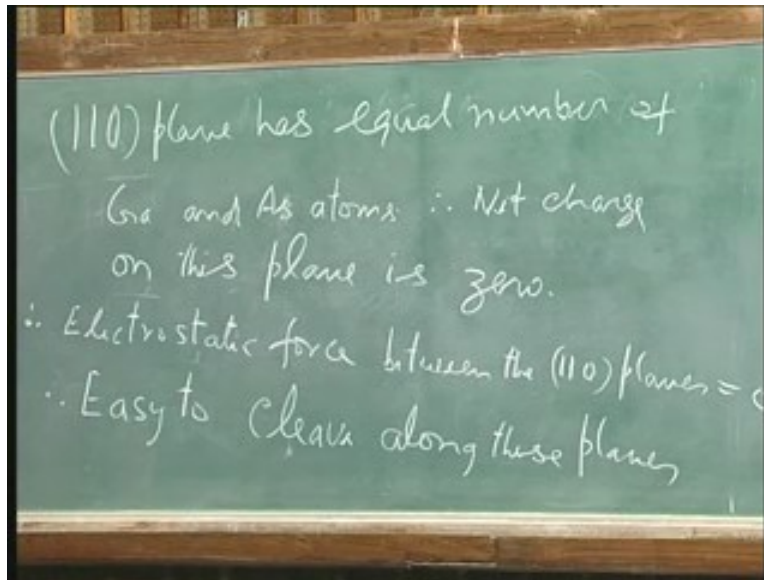 (110) plane has equal number of
Ga and As atoms ∴ Net charge
on this plane is zero.
∴ Electrostatic force between the (110) planes =
∴ Easy to cleave along these planes